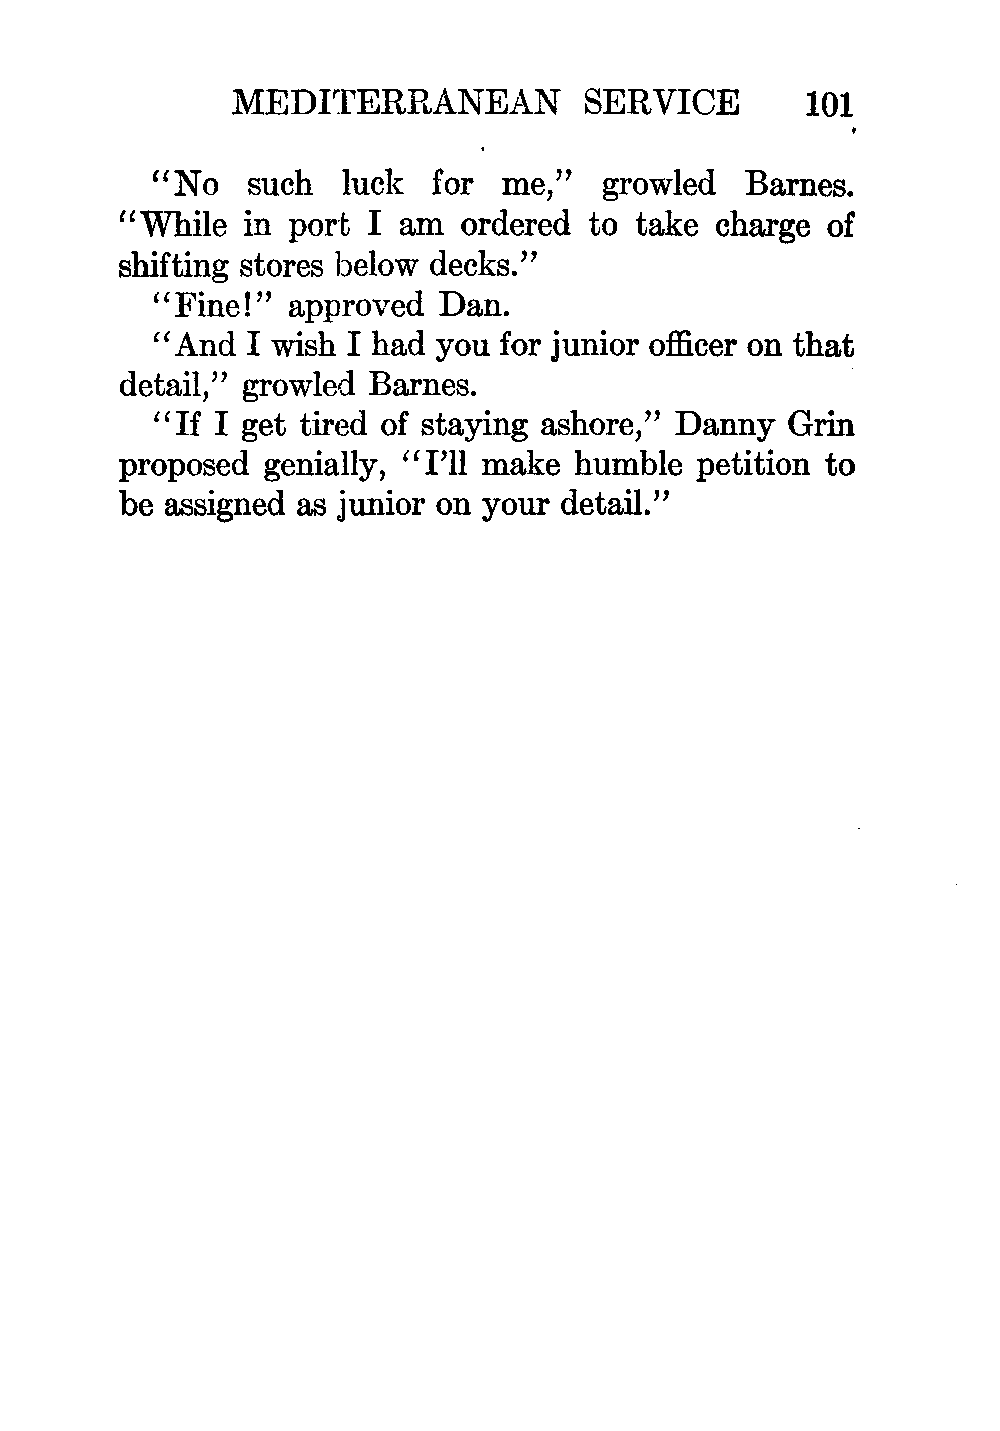 MEDITERRANEAN SERVICE 101
"No such luck for me," growled Barnes.
"While in port I am ordered to take charge of
shifting stores below decks."
"Fine!" approved Dan.
"And I wish I had you for junior officer on that
detail," growled Barnes.
"If I get tired of staying ashore," Danny Grin
proposed genially, "I'll make humble petition to
be assigned as junior on your detail."